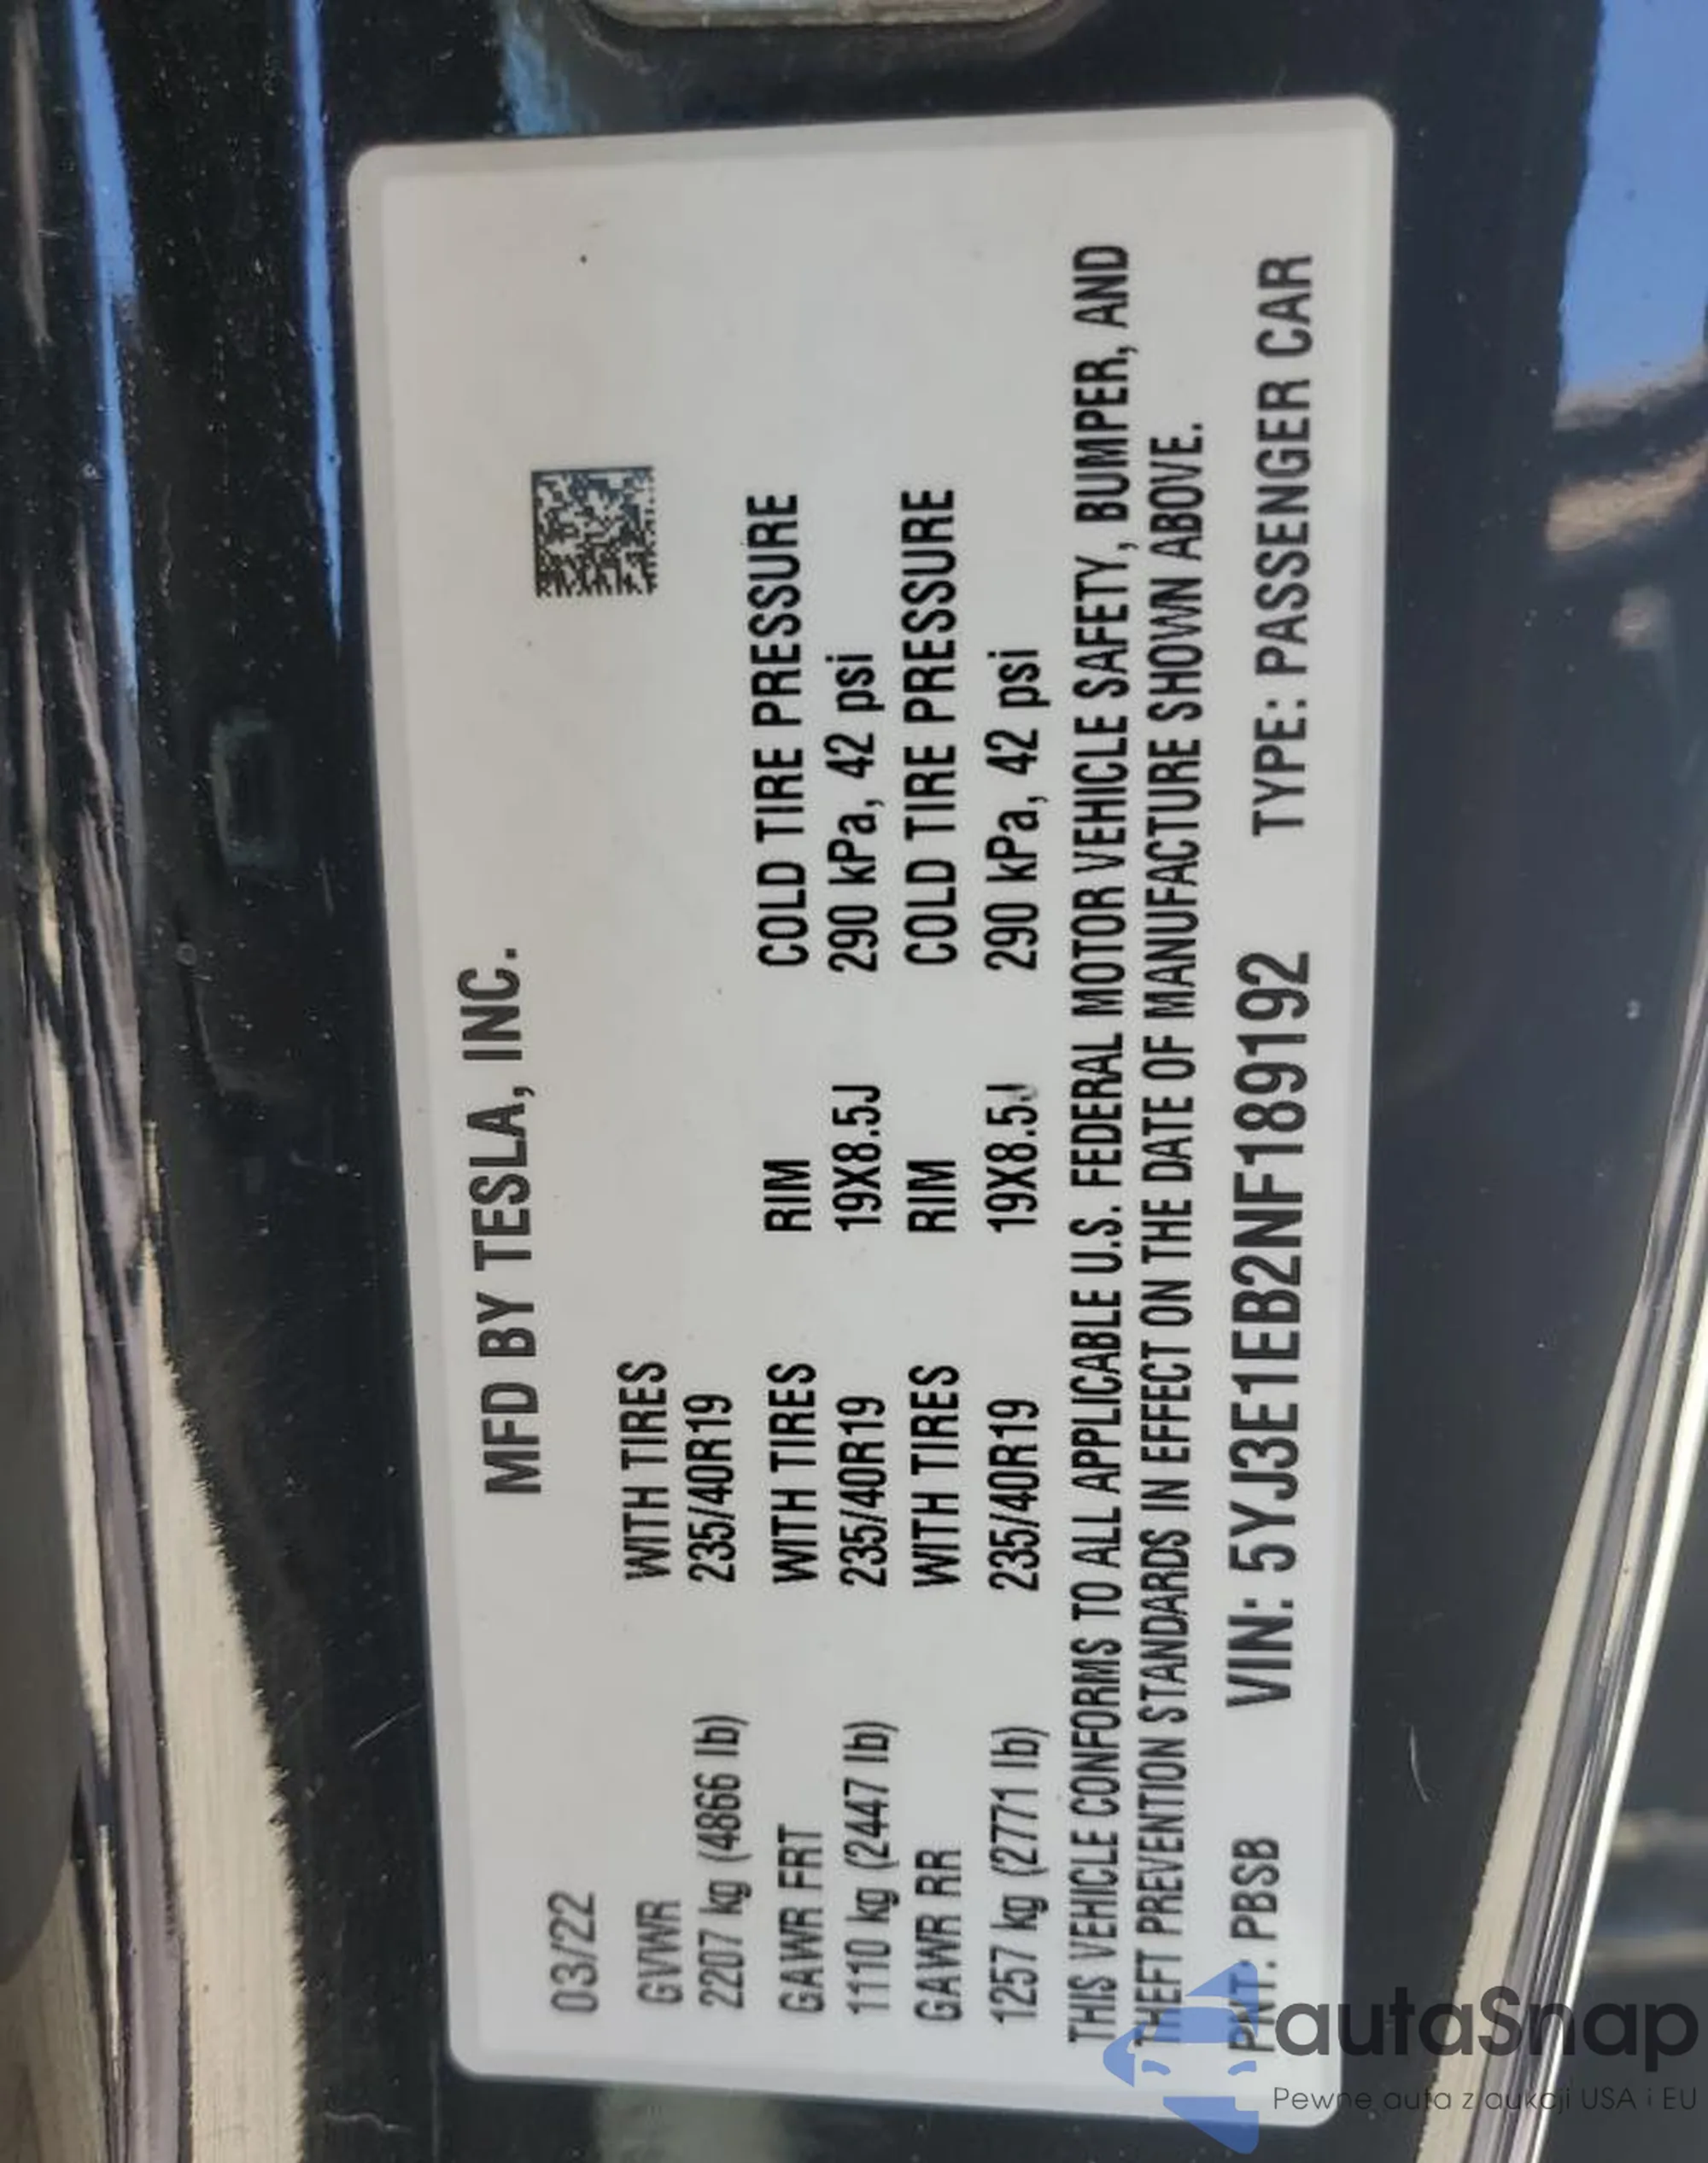 MFD BY TESLA, INC.
03/22
GVWR WITH TIRES
2207 kg (4866 lb) 235/40R19
GAWR FRT WITH TIRES RIM COLD TIRE PRESSURE
1110 kg (2447 lb) 235/40R19 19X8.5J 290 kPa, 42 psi
GAWR RR WITH TIRES RIM COLD TIRE PRESSURE
1257 kg (2771 lb) 235/40R19 19X8.5J 290 kPa, 42 psi
THIS VEHICLE CONFORMS TO ALL APPLICABLE U.S. FEDERAL MOTOR VEHICLE SAFETY, BUMPER, AND
THEFT PREVENTION STANDARDS IN EFFECT ON THE DATE OF MANUFACTURE SHOWN ABOVE.
PNT: PBSB VIN: 5YJ3E1EB2NF189192 TYPE: PASSENGER CAR
autaSnap
Pewne auta z aukcji USA i EU